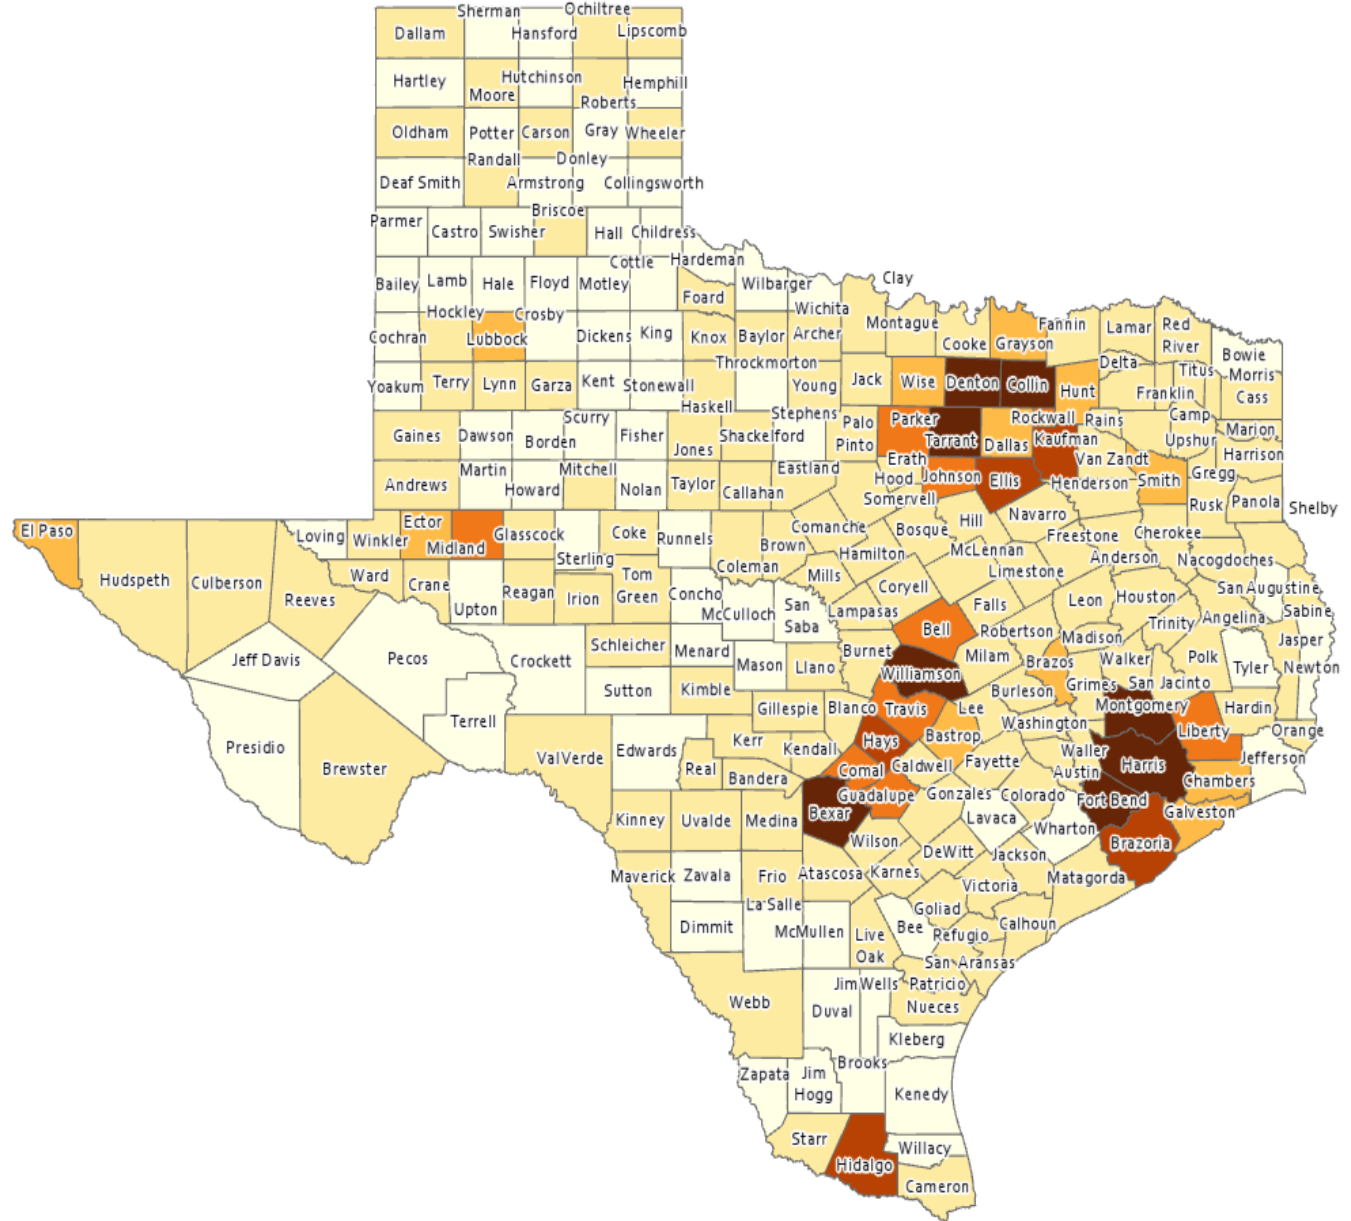 Sherman
Ochiltree
Dallam
Hansford
Lipscomb
Hartley
Hutchinson
Hemphill
Moore
Roberts
Oldham
Potter
Carson
Gray
Wheeler
Randall
Donley
Deaf Smith
Armstrong
Collingsworth
Briscoe
Parmer
Castro
Swisher
Hall
Childress
Cottle
Hardeman
Bailey
Lamb
Hale
Floyd
Motley
Foard
Wilbarger
Clay
Hockley
Crosby
Wichita
Cochran
Lubbock
Dickens
King
Knox
Baylor
Archer
Montague
Cooke
Grayson
Fannin
Lamar
Red
River
Bowie
Throckmorton
Delta
Titus
Morris
Yoakum
Terry
Lynn
Garza
Kent
Stonewall
Young
Jack
Wise
Denton
Collin
Hunt
Franklin
Cass
Haskell
Stephens
Rockwall
Camp
Gaines
Dawson
Borden
Scurry
Fisher
Jones
Shackelford
Palo
Pinto
Parker
Tarrant
Dallas
Kaufman
Rains
Upshur
Marion
Harrison
Van Zandt
Andrews
Martin
Howard
Mitchell
Nolan
Taylor
Callahan
Eastland
Erath
Hood
Johnson
Ellis
Henderson
Smith
Gregg
Somervell
Rusk
Panola
Shelby
El Paso
Loving
Winkler
Ector
Midland
Glasscock
Sterling
Coke
Runnels
Coleman
Brown
Comanche
Bosque
Hill
Navarro
Freestone
Cherokee
Hamilton
McLennan
Limestone
Anderson
Nacogdoches
Hudspeth
Culberson
Reeves
Ward
Crane
Upton
Reagan
Irion
Tom
Green
Concho
McCulloch
San
Saba
Mills
Lampasas
Coryell
Falls
Leon
Houston
San Augustine
Sabine
Bell
Robertson
Madison
Trinity
Angelina
Jasper
Jeff Davis
Pecos
Crockett
Schleicher
Menard
Mason
Llano
Burnet
Williamson
Milam
Brazos
Walker
Polk
Tyler
Newton
Grimes
San Jacinto
Sutton
Kimble
Gillespie
Blanco
Travis
Lee
Burleson
Washington
Montgomery
Liberty
Hardin
Orange
Presidio
Brewster
Terrell
ValVerde
Edwards
Kerr
Real
Bandera
Kendall
Hays
Bastrop
Comal
Caldwell
Fayette
Austin
Waller
Harris
Jefferson
Chambers
Kinney
Uvalde
Medina
Bexar
Guadalupe
Gonzales
Colorado
Fort Bend
Galveston
Lavaca
Wharton
Brazoria
Wilson
DeWitt
Jackson
Maverick
Zavala
Frio
Atascosa
Karnes
Victoria
Matagorda
La Salle
Goliad
Dimmit
McMullen
Live
Oak
Bee
Refugio
Calhoun
San
Patricio
Aransas
Webb
Duval
Jim Wells
Nueces
Kleberg
Zapata
Jim
Hogg
Brooks
Kenedy
Starr
Hidalgo
Willacy
Cameron